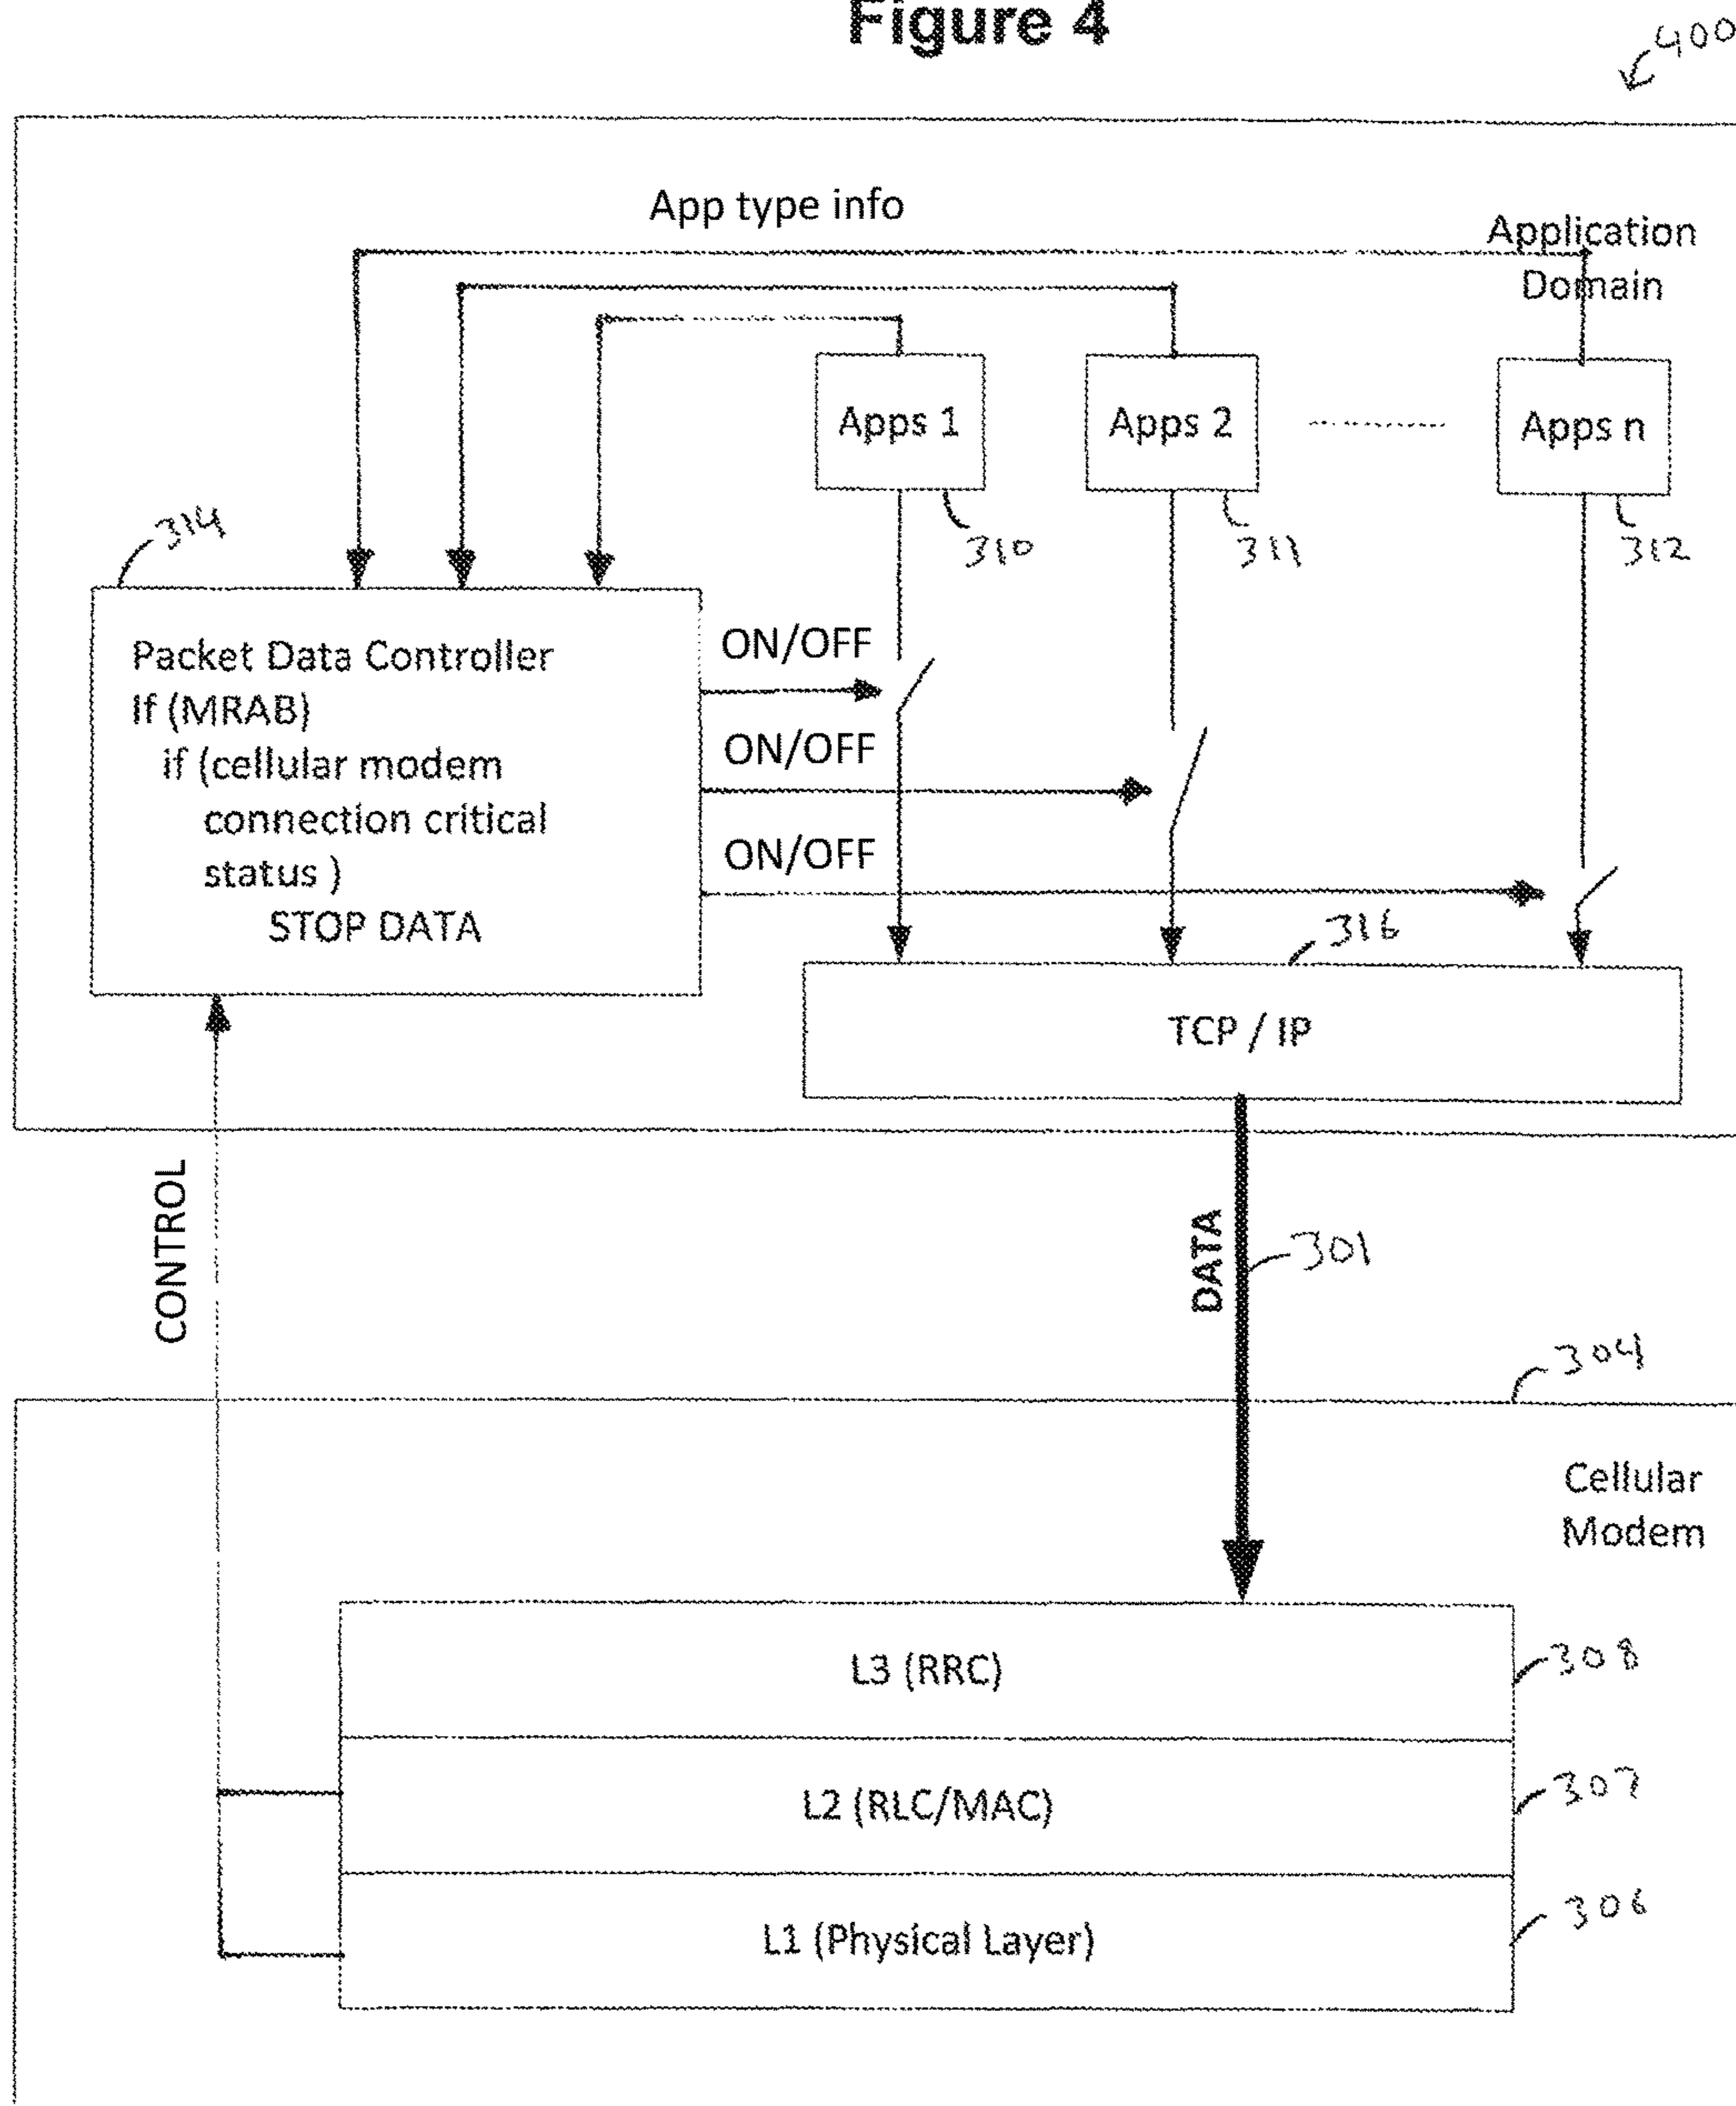 Figure 4
400
App type info
Application
Domain
Apps 1
Apps 2
Apps n
310
311
312
314
Packet Data Controller
If (MRAB)
if (cellular modem
connection critical
status )
STOP DATA
ON/OFF
ON/OFF
ON/OFF
316
TCP / IP
CONTROL
DATA
301
304
Cellular
Modem
L3 (RRC)
308
L2 (RLC/MAC)
307
L1 (Physical Layer)
306